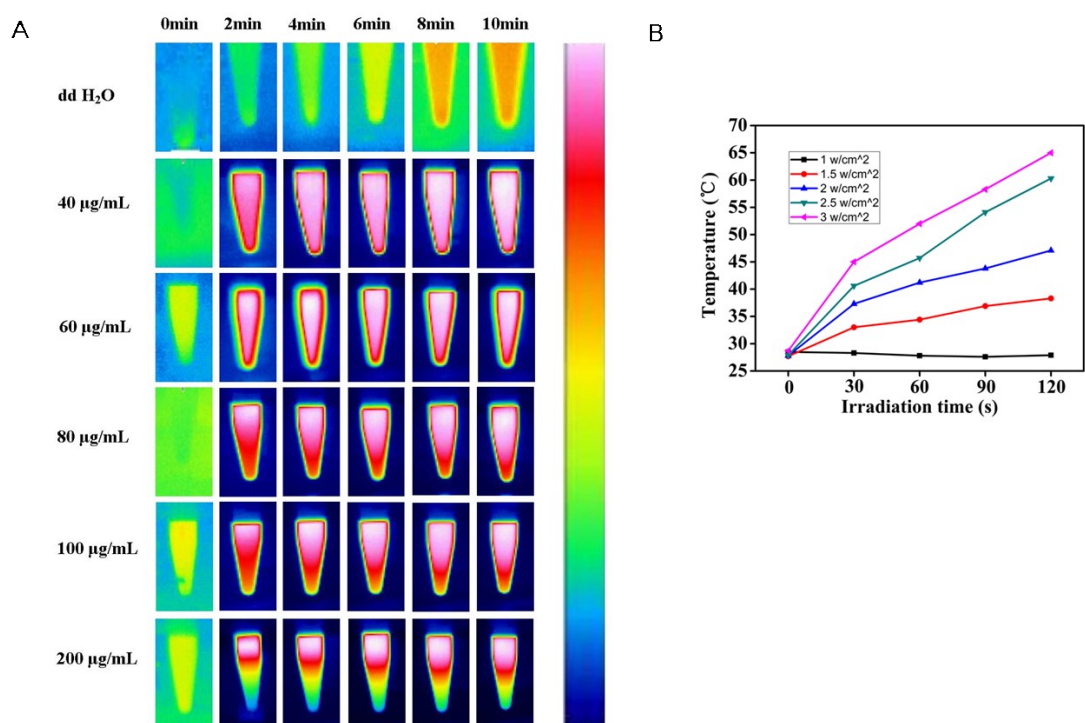 A
0min 2min 4min 6min 8min 10min
dd H₂O
40 μg/mL
60 μg/mL
80 μg/mL
100 μg/mL
200 μg/mL
B
70
65
60
55
50
45
40
35
30
25
Temperature (℃)
1 w/cm^2
1.5 w/cm^2
2 w/cm^2
2.5 w/cm^2
3 w/cm^2
0 30 60 90 120
Irradiation time (s)